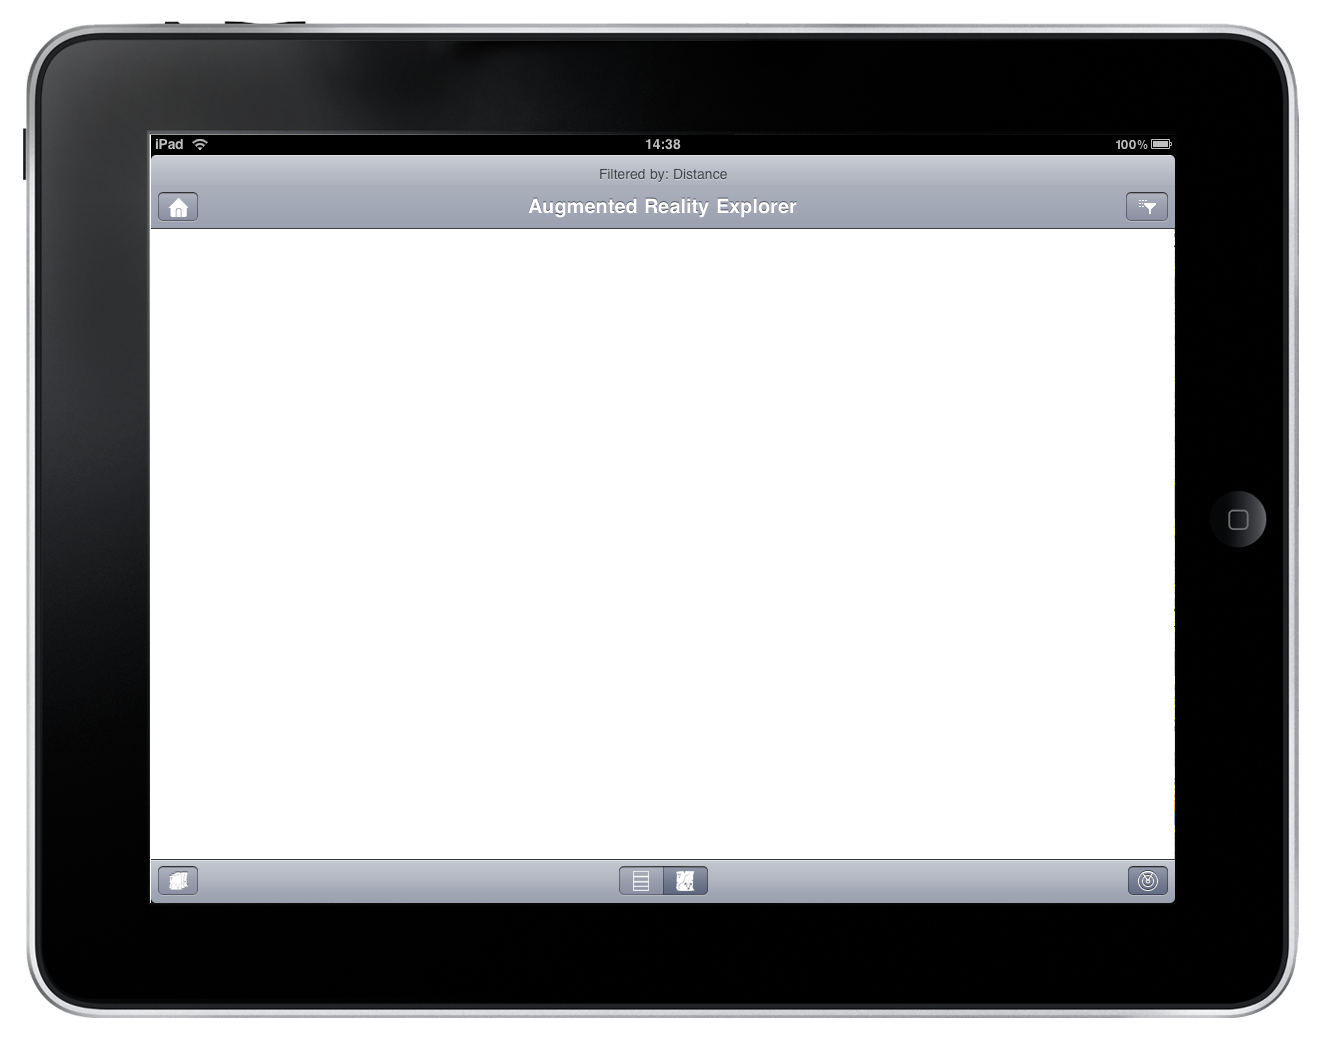 iPad 14:38 100%
Filtered by: Distance
Augmented Reality Explorer